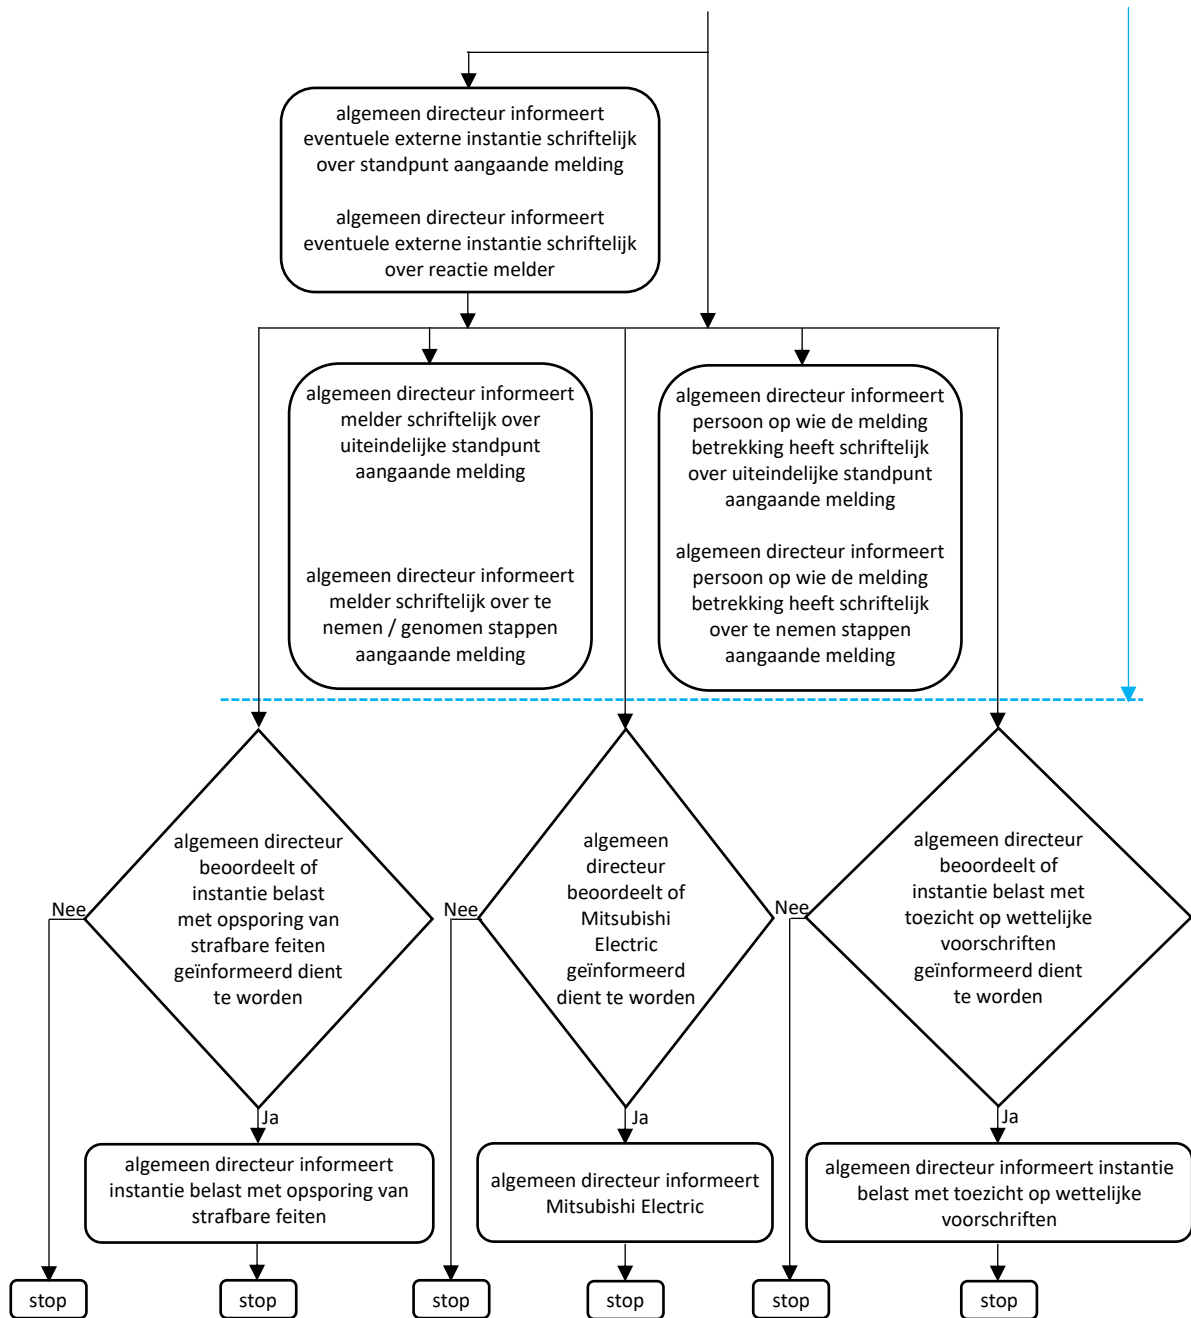 algemeen directeur informeert
eventuele externe instantie schriftelijk
over standpunt aangaande melding
algemeen directeur informeert
eventuele externe instantie schriftelijk
over reactie melder
algemeen directeur informeert
melder schriftelijk over
uiteindelijke standpunt
aangaande melding
algemeen directeur informeert
melder schriftelijk over te
nemen / genomen stappen
aangaande melding
algemeen directeur informeert
persoon op wie de melding
betrekking heeft schriftelijk
over uiteindelijke standpunt
aangaande melding
algemeen directeur informeert
persoon op wie de melding
betrekking heeft schriftelijk
over te nemen stappen
aangaande melding
algemeen directeur
beoordeelt of
instantie belast
met opsporing van
strafbare feiten
geïnformeerd dient
te worden
Nee
Ja
algemeen
directeur
beoordeelt of
Mitsubishi
Electric
geïnformeerd
dient te worden
Nee
Ja
algemeen directeur
beoordeelt of
instantie belast met
toezicht op wettelijke
voorschriften
geïnformeerd dient
te worden
Nee
Ja
algemeen directeur informeert
instantie belast met opsporing van
strafbare feiten
algemeen directeur informeert
Mitsubishi Electric
algemeen directeur informeert instantie
belast met toezicht op wettelijke
voorschriften
stop
stop
stop
stop
stop
stop